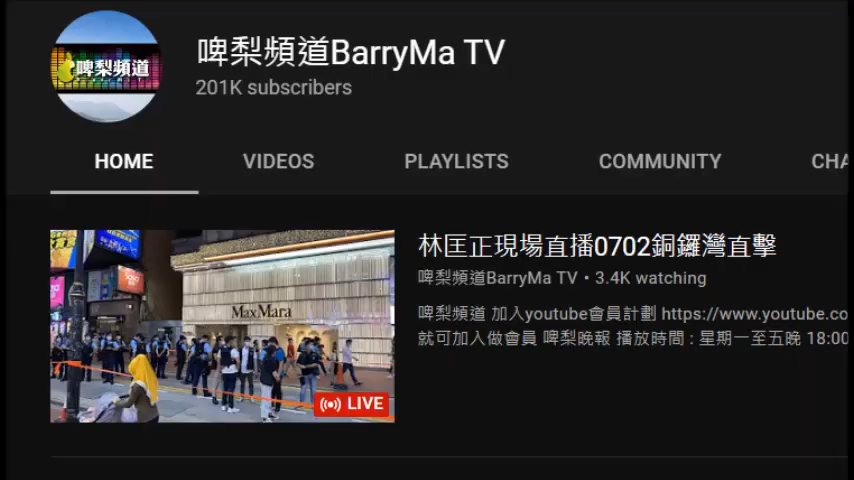 啤梨頻道
啤梨頻道BarryMa TV
201K subscribers
HOME VIDEOS PLAYLISTS COMMUNITY CHA
林匡正現場直播0702銅鑼灣直擊
啤梨頻道BarryMa TV • 3.4K watching
啤梨頻道 加入youtube會員計劃 https://www.youtube.co
就可加入做會員 啤梨晚報 播放時間 : 星期一至五晚 18:00
MaxMara
LIVE